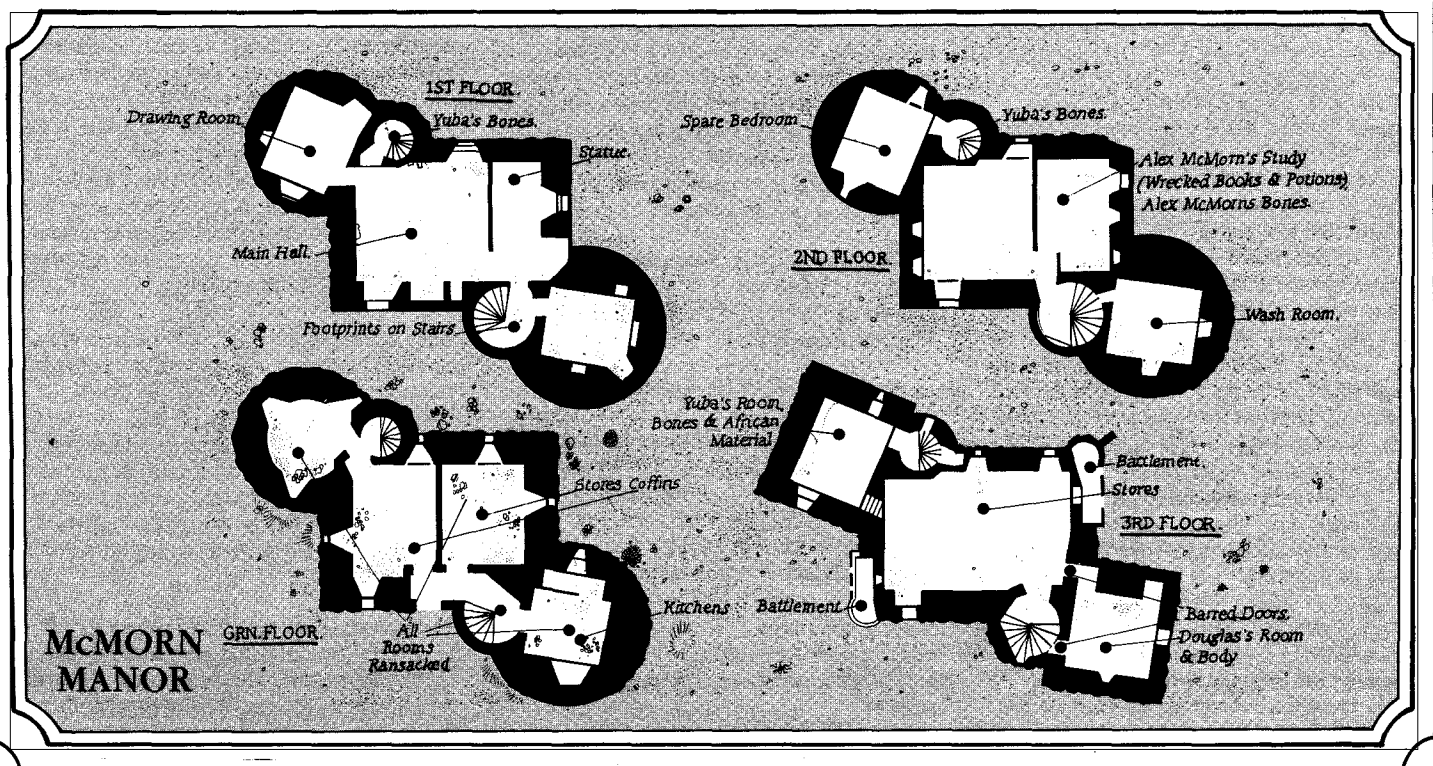 1ST FLOOR.
Drawing Room
Yuba's Bones.
Statue.
Main Hall.
Footprints on Stairs
Spare Bedroom
Yuba's Bones.
Alex McMorn's Study
(Wrecked Books & Potions)
Alex McMorns Bones.
2ND FLOOR
Wash Room.
Stores Coffins
Kitchens
GRN. FLOOR
All
Rooms
Ransacked
McMORN
MANOR
Yuba's Room,
Bones & African
Material
Battlement
Stores
3RD FLOOR.
Battlement
Barred Doors.
Douglas's Room
& Body